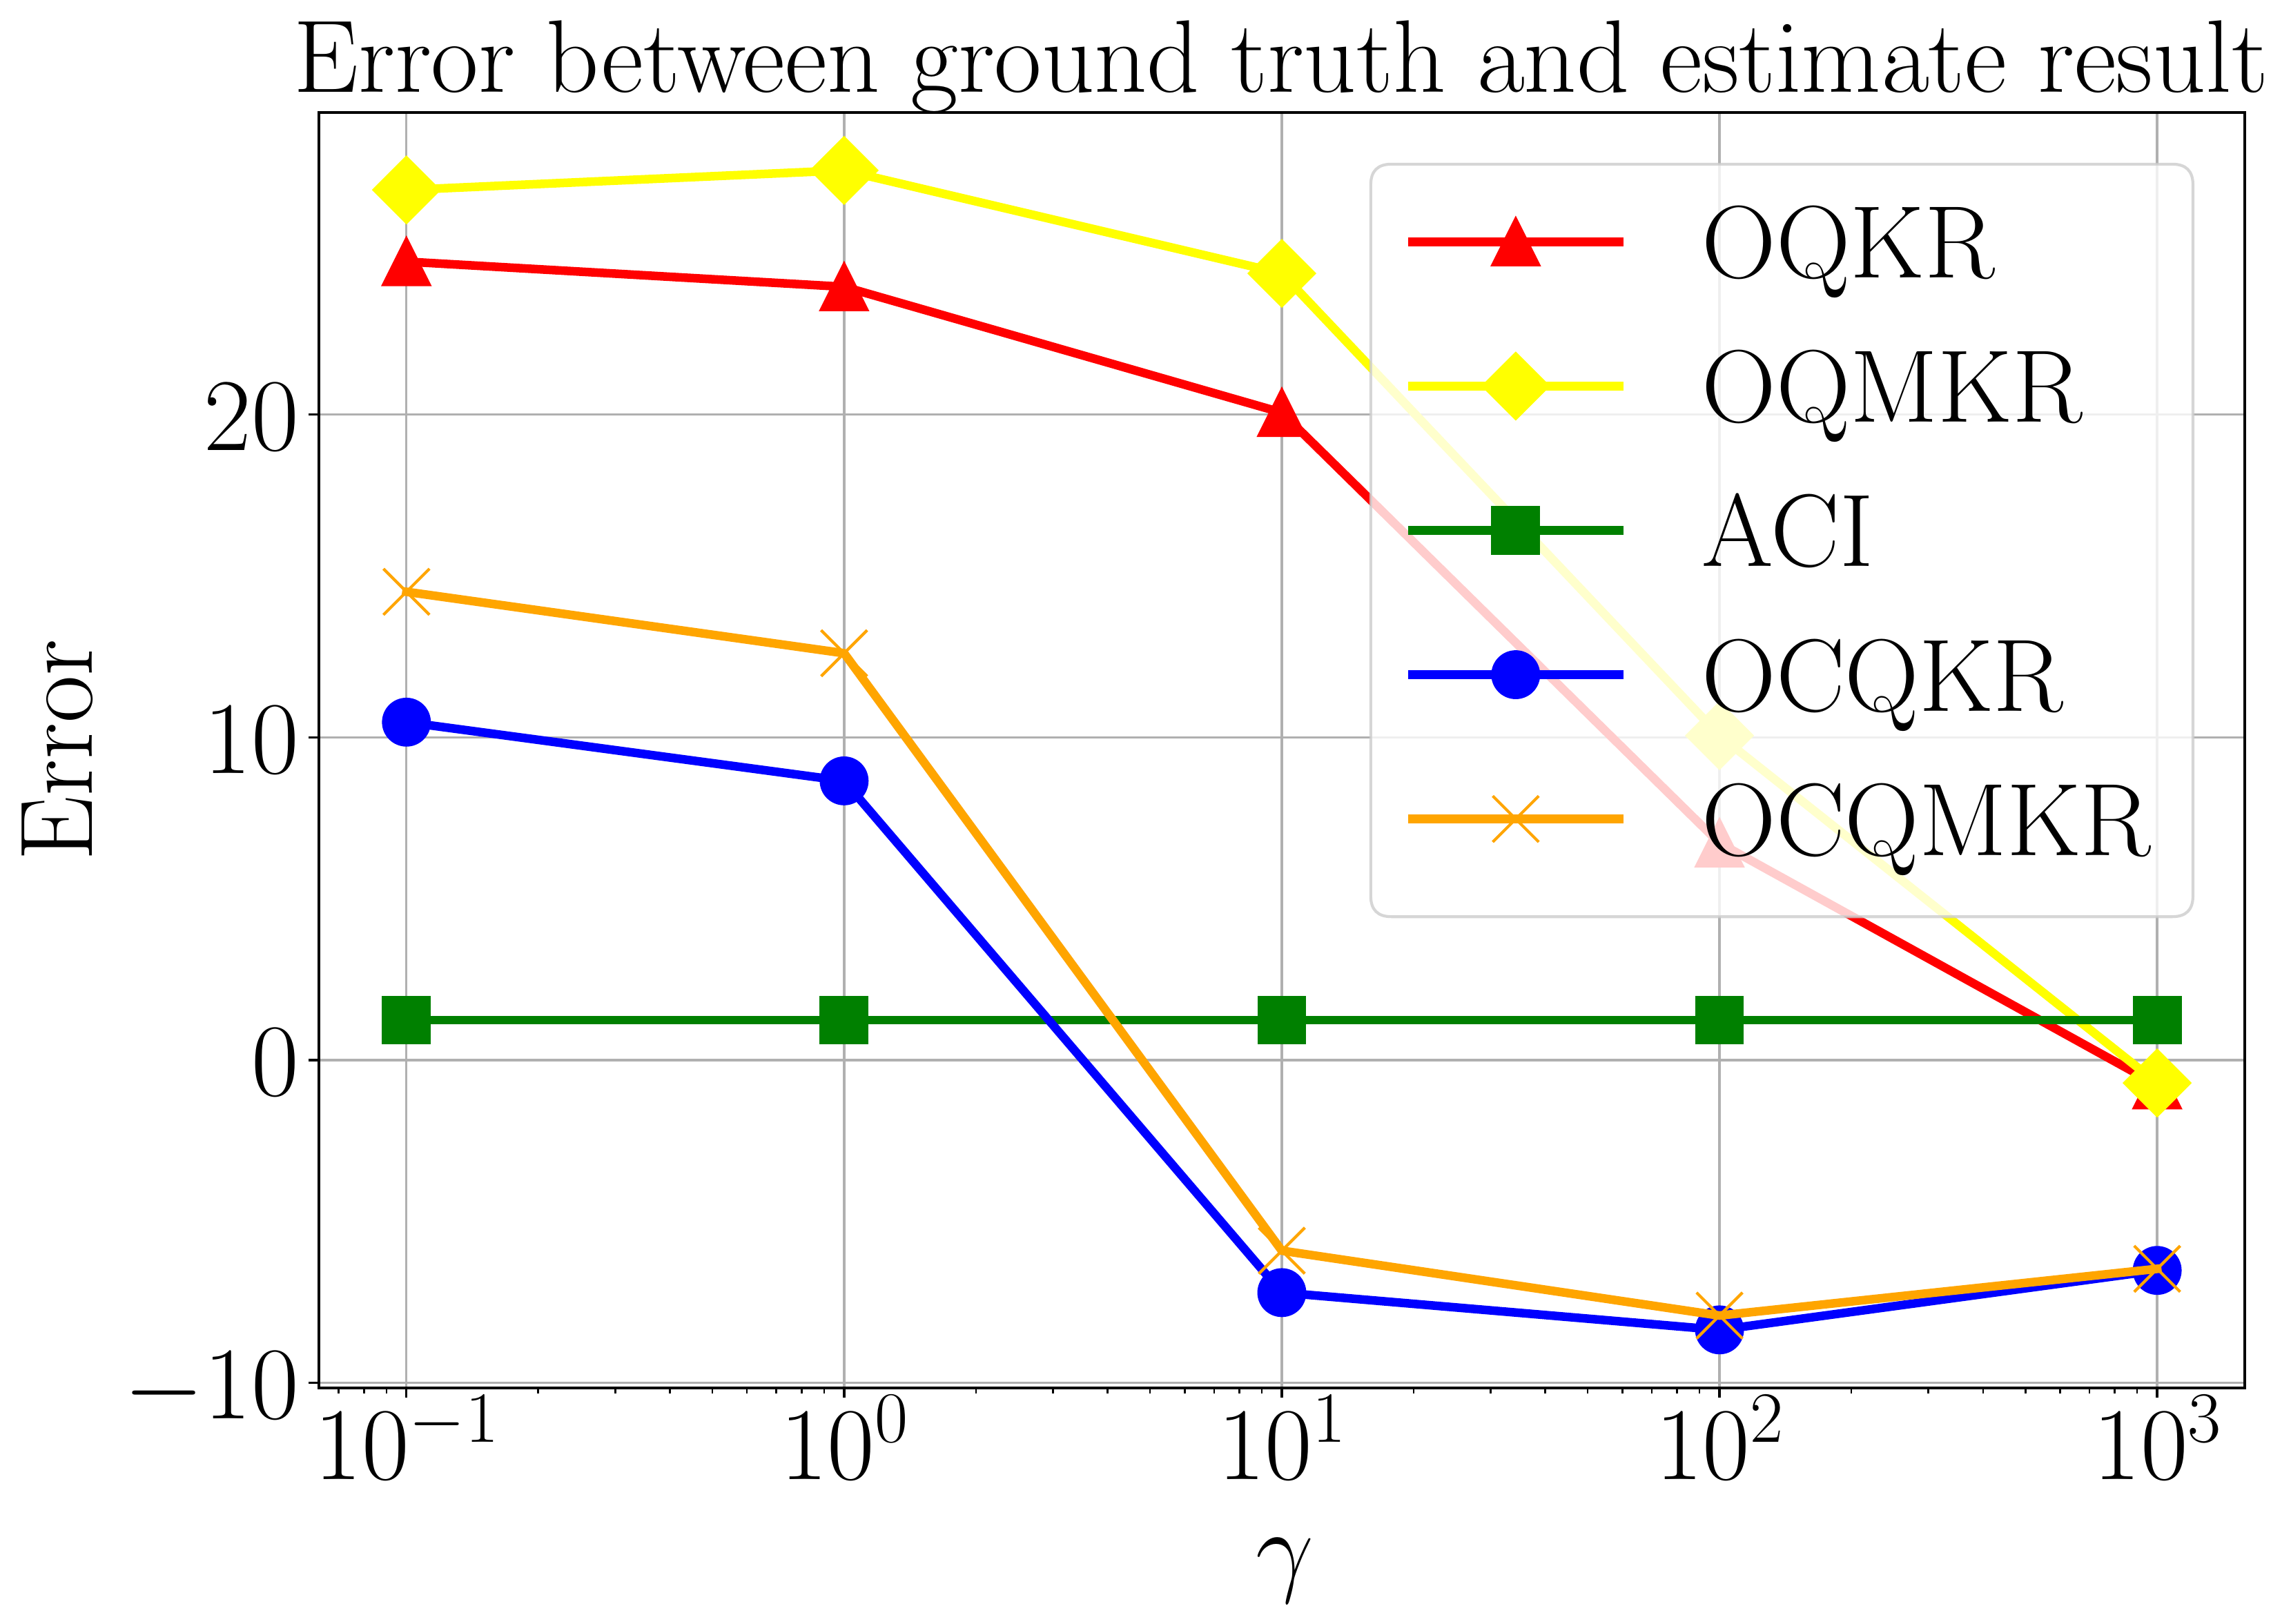 Error between ground truth and estimate result
OQKR
OQMKR
ACI
OCQKR
OCQMKR
Error
20
10
0
−10
10⁻¹ 10⁰ 10¹ 10² 10³
γ